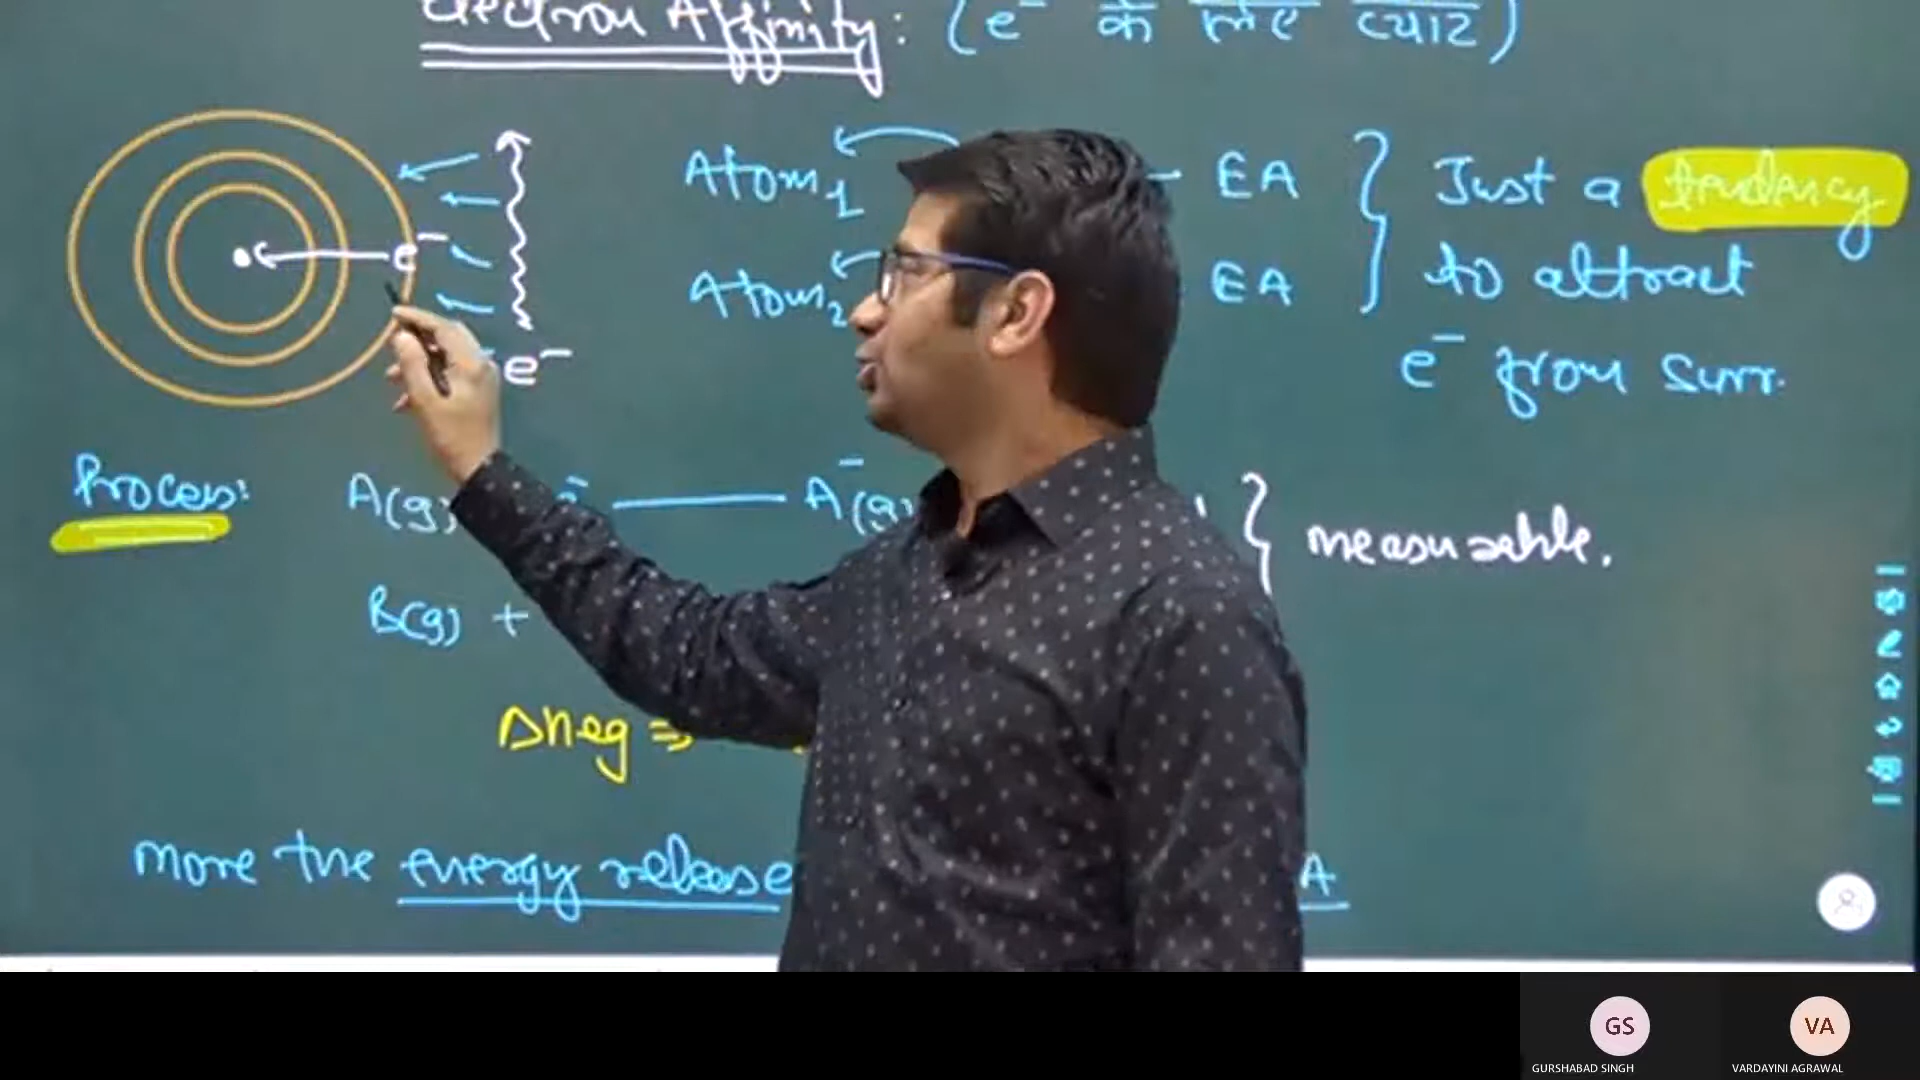 Electron Affinity : (e⁻ के लिए प्यार)
Atom₁ EA
Just a tendency
e⁻
Atom₂ EA
to attract
e⁻
e⁻ from surr.
Process: A(g) e⁻ A⁻(g) measurable.
B(g) +
ΔHeg ⇒
More the energy release A
GS VA
GURSHABAD SINGH VARDAYINI AGRAWAL